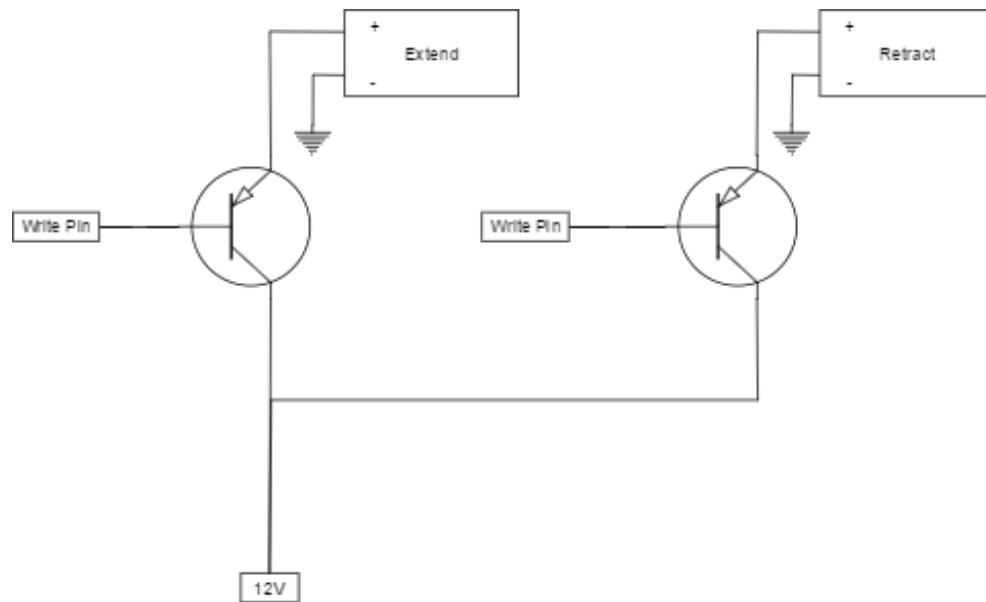 +
Extend
-
+
Retract
-
Write Pin
Write Pin
12V